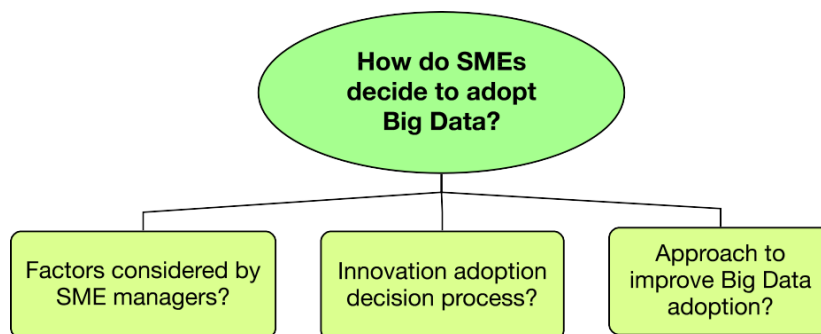 How do SMEs
decide to adopt
Big Data?
Factors considered by
SME managers?
Innovation adoption
decision process?
Approach to
improve Big Data
adoption?